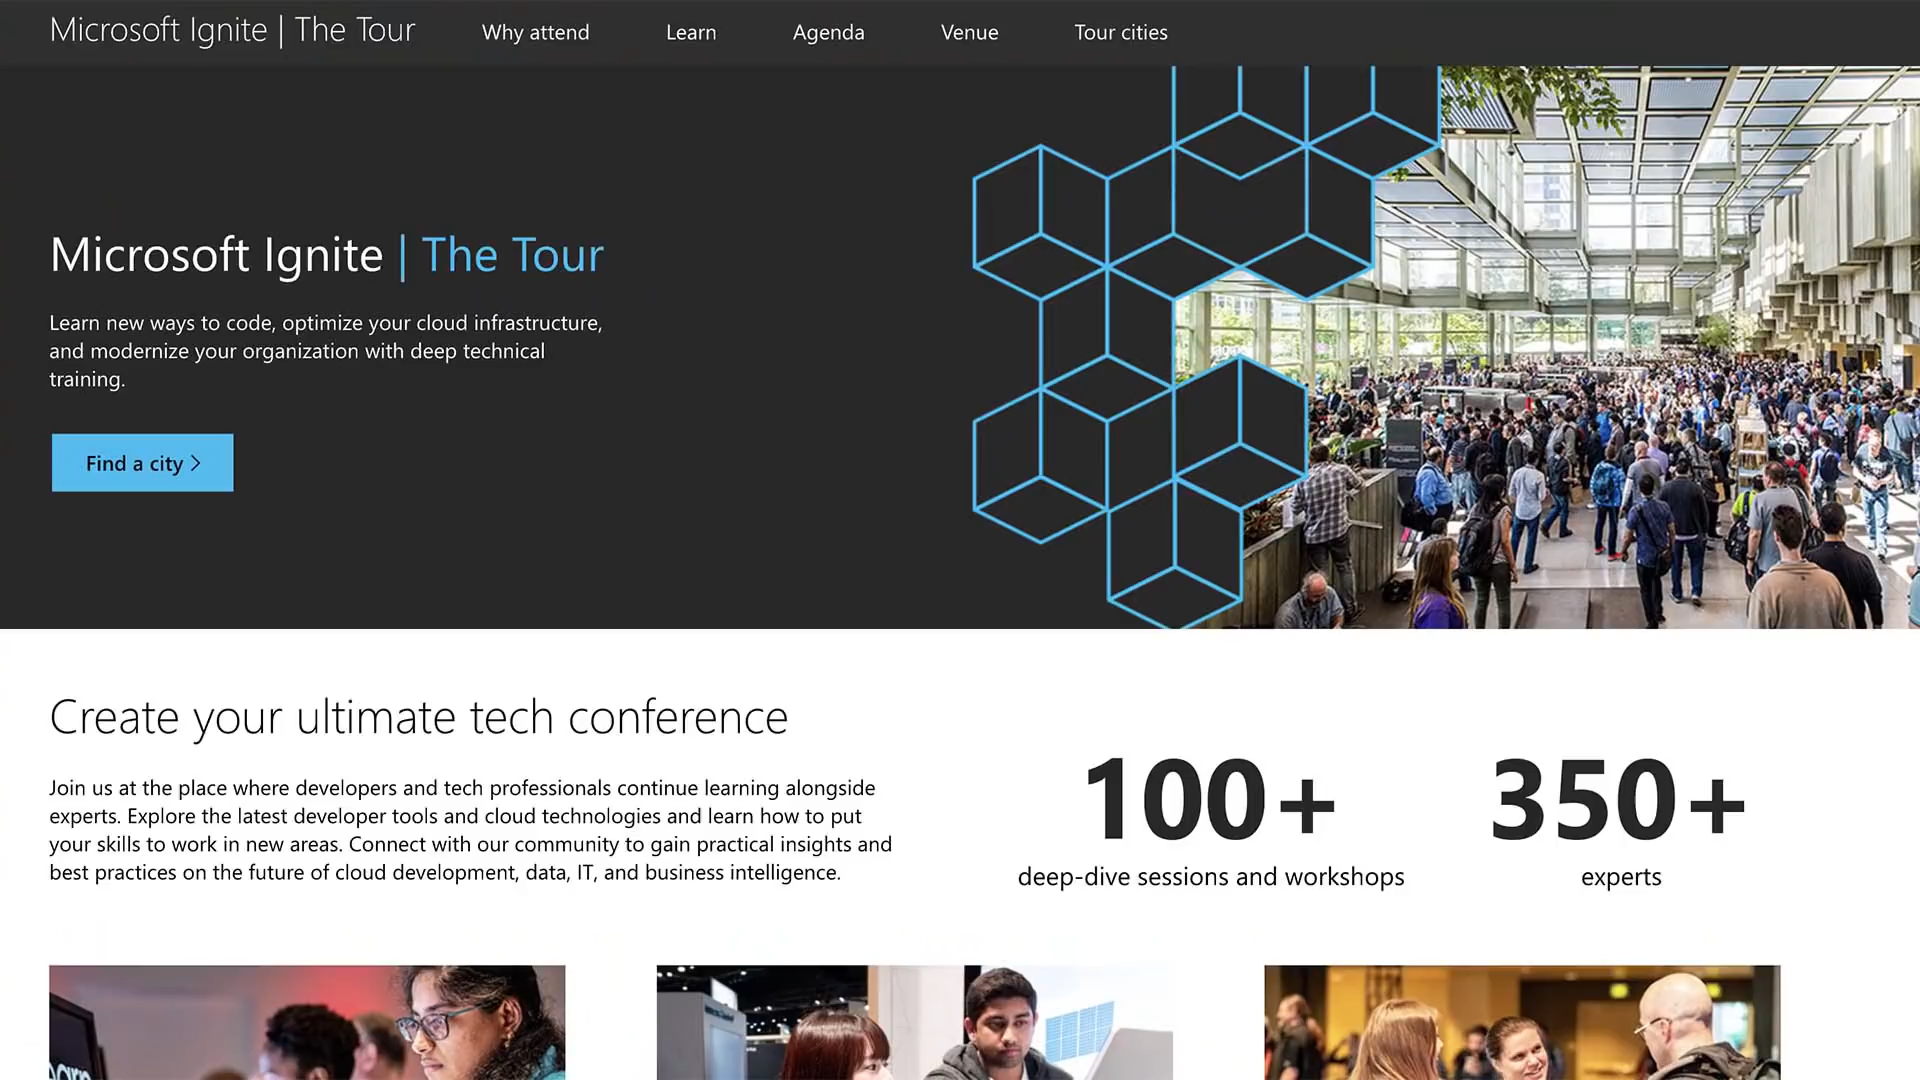 Microsoft Ignite | The Tour
Why attend
Learn
Agenda
Venue
Tour cities
Microsoft Ignite | The Tour
Learn new ways to code, optimize your cloud infrastructure,
and modernize your organization with deep technical
training.
Find a city
Create your ultimate tech conference
Join us at the place where developers and tech professionals continue learning alongside
experts. Explore the latest developer tools and cloud technologies and learn how to put
your skills to work in new areas. Connect with our community to gain practical insights and
best practices on the future of cloud development, data, IT, and business intelligence.
100+
deep-dive sessions and workshops
350+
experts